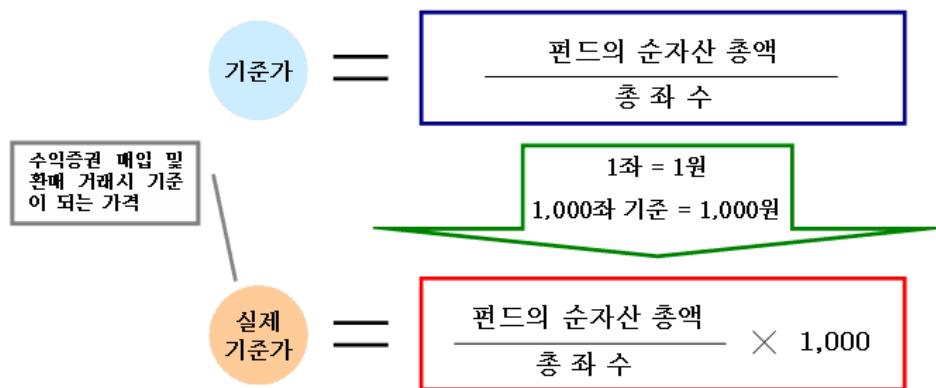 기준가
=
펀드의 순자산 총액
총 좌 수
수익증권 매입 및
환매 거래시 기준
이 되는 가격
1좌 = 1원
1,000좌 기준 = 1,000원
실제
기준가
=
펀드의 순자산 총액
총 좌 수
× 1,000